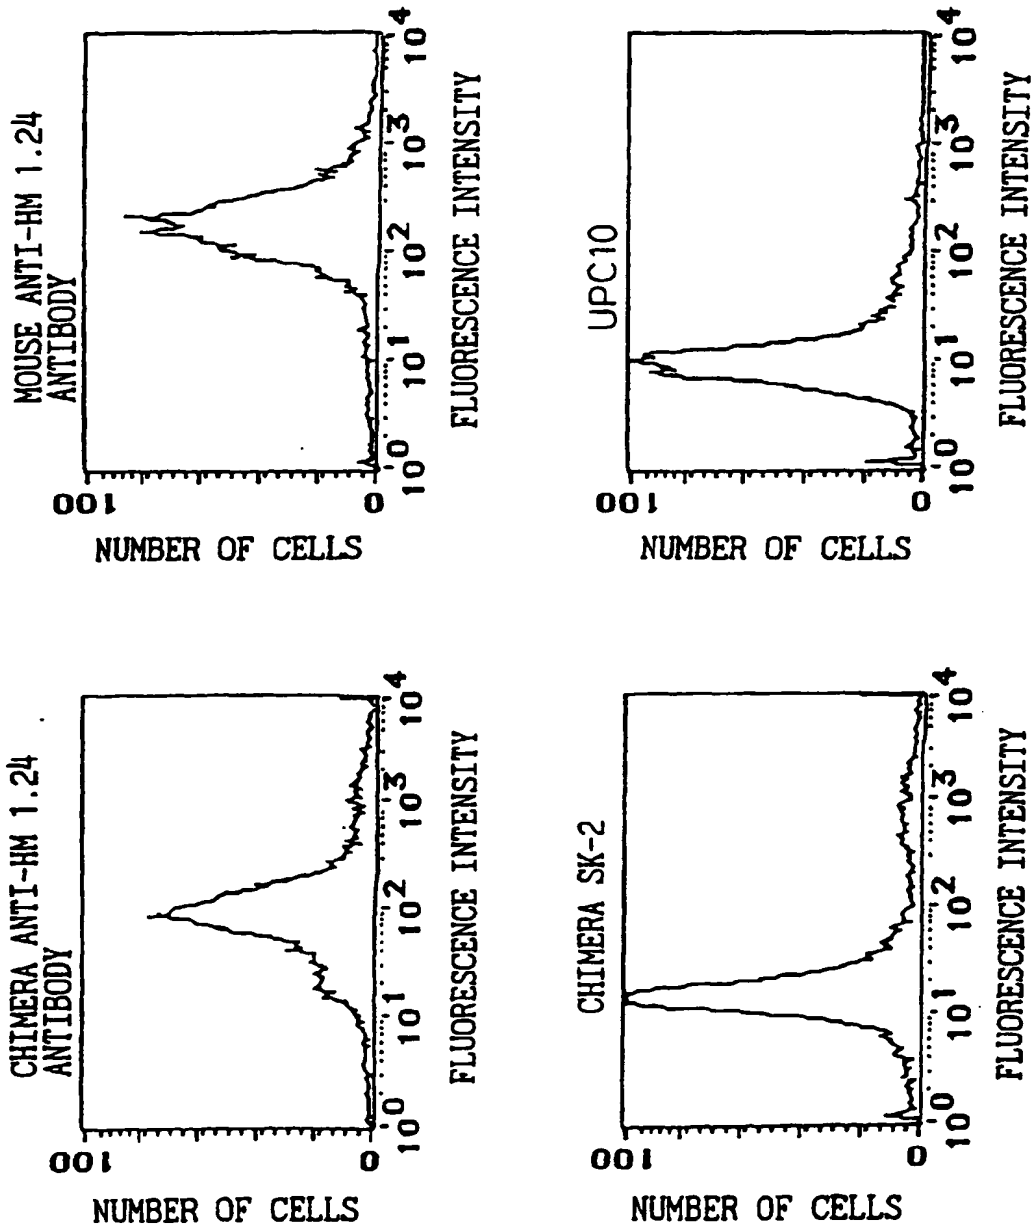 CHIMERA ANTI-HM 1.24
ANTIBODY
NUMBER OF CELLS
100
0
10^0 10^1 10^2 10^3 10^4
FLUORESCENCE INTENSITY
MOUSE ANTI-HM 1.24
ANTIBODY
NUMBER OF CELLS
100
0
10^0 10^1 10^2 10^3 10^4
FLUORESCENCE INTENSITY
CHIMERA SK-2
NUMBER OF CELLS
100
0
10^0 10^1 10^2 10^3 10^4
FLUORESCENCE INTENSITY
UPC10
NUMBER OF CELLS
100
0
10^0 10^1 10^2 10^3 10^4
FLUORESCENCE INTENSITY